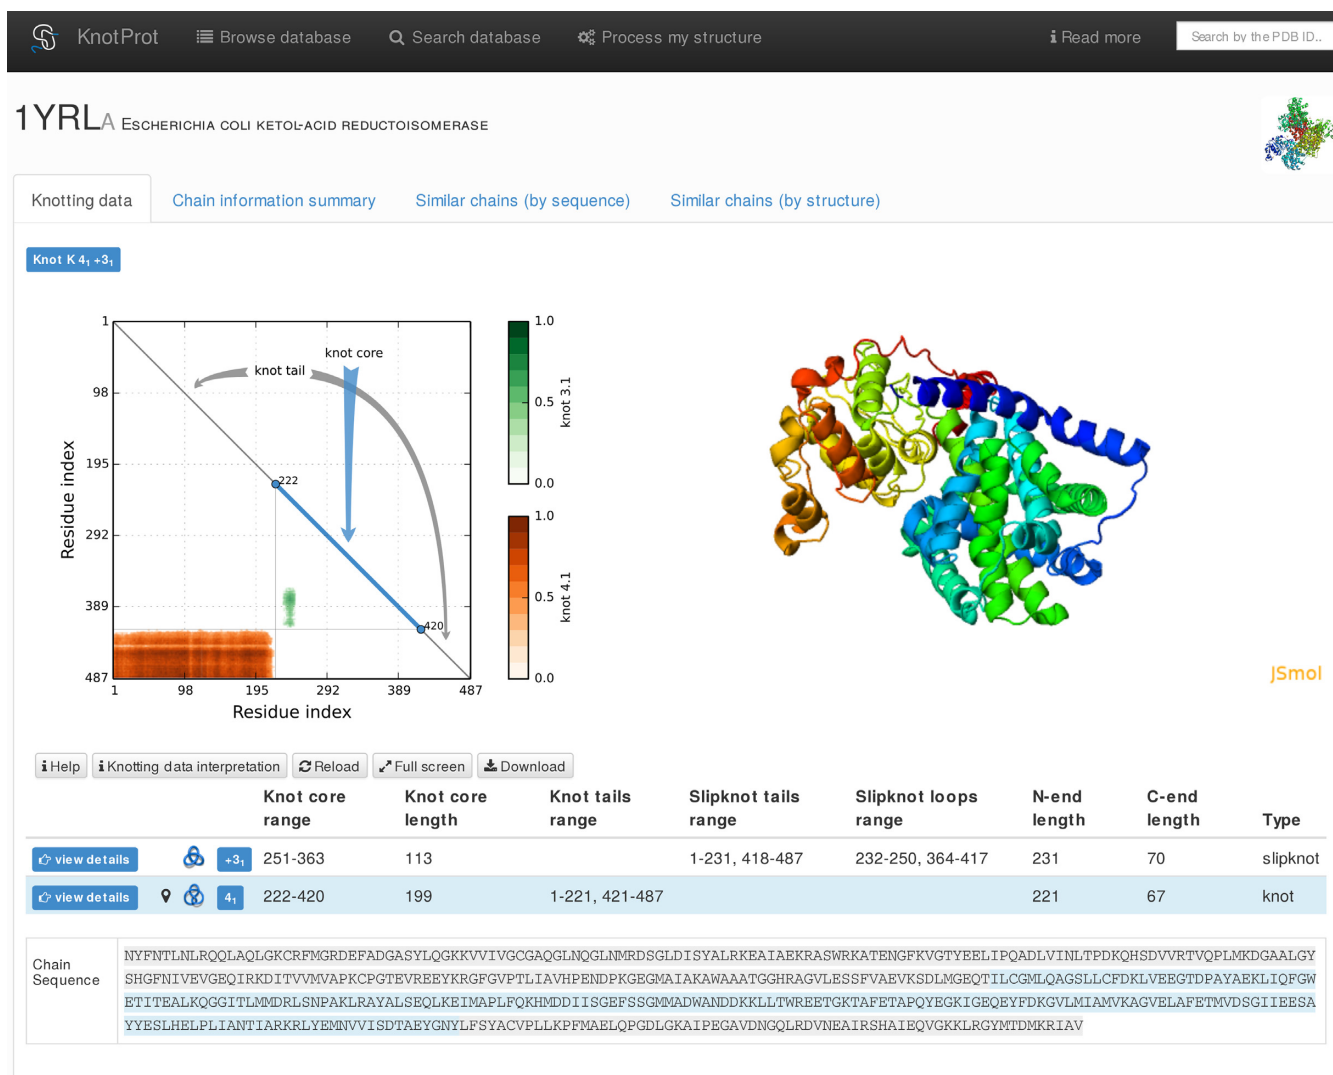 KnotProt Browse database Search database Process my structure Read more Search by the PDB ID..
1YRLA ESCHERICHIA COLI KETOL-ACID REDUCTOISOMERASE
Knotting data Chain information summary Similar chains (by sequence) Similar chains (by structure)
Knot K 4₁ +3₁
1
98
195
292
389
487
Residue index
1 98 195 292 389 487
Residue index
knot tail
knot core
222
420
1.0
0.5
0.0
knot 3.1
1.0
0.5
0.0
knot 4.1
JSmol
Help Knotting data interpretation Reload Full screen Download
Knot core range Knot core length Knot tails range Slipknot tails range Slipknot loops range N-end length C-end length Type
view details +3₁ 251-363 113 1-231, 418-487 232-250, 364-417 231 70 slipknot
view details 4₁ 222-420 199 1-221, 421-487 221 67 knot
Chain Sequence
NYFNTLNLRQQLAQLGKCRFMGRDEFADGASYLQGKKVVIVGCGAQGLNQGLNMRDSGLDISYALRKEAIAEKRASWRKATENGFKVGTYEELIPQADLVINLTPDKQHSDVVRTVQPLMKDGAALGY
SHGFNIVEVGEQIRKDITVVMVAPKCPGTEVREEYKRGFGVPTLIAVHPENDPKGEGMAIAKAWAAATGGHRAGVLESSFVAEVKSDLMGEQTILCGMLQAGSLLCFDKLVEEGTDPAYAEKLIQFGW
ETITEALKQGGITLMMDRLSNPAKLRAYALSEQLKEIMAPLFQKHMDDIISGEFSSGMMADWANDDKKLLTWREETGKTAFETAPQYEGKIGEQEYFDKGVLMIAMVKAGVELAFETMVDSGIIEESA
YYESLHELPLIANTIARKRLYEMNVVISDTAEYGNYLFSYACVPLLKPFMAELQPGDLGKAIPEGAVDNGQLRDVNEAIRSHAIEQVGKKLRGYMTDMKRIAV